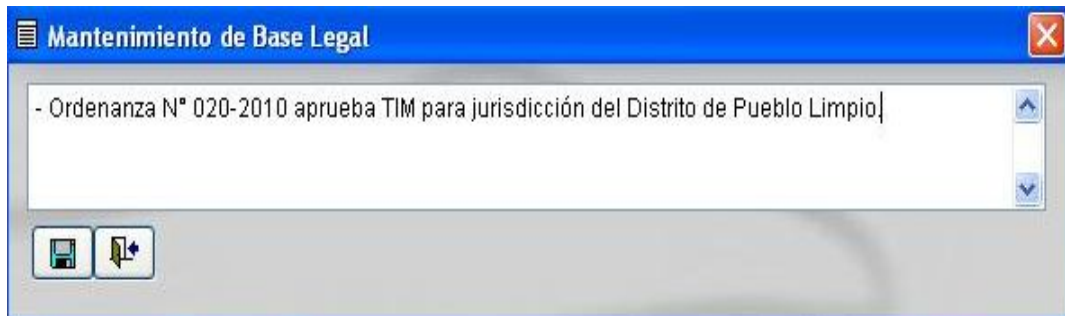 Mantenimiento de Base Legal
- Ordenanza N° 020-2010 aprueba TIM para jurisdicción del Distrito de Pueblo Limpio.